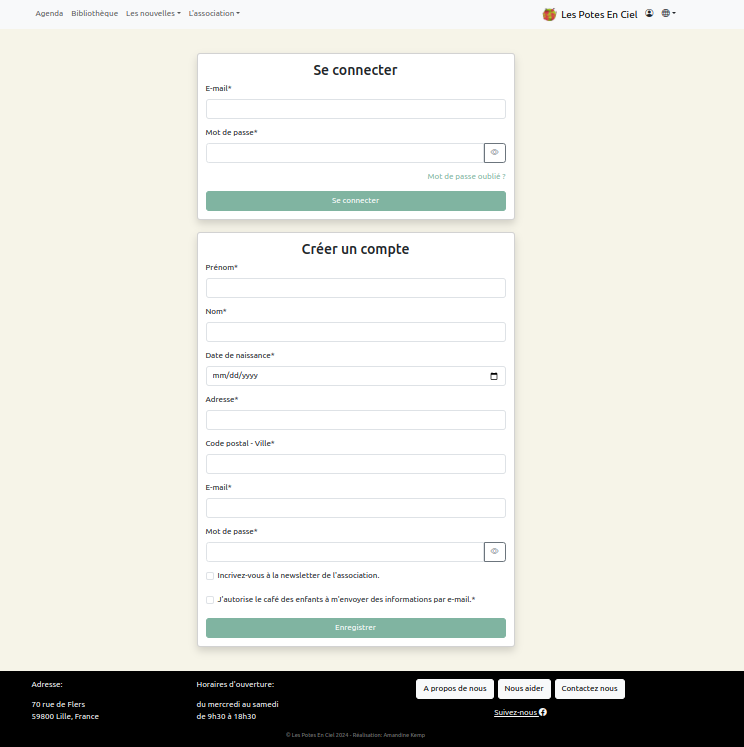 Agenda Bibliothèque Les nouvelles L'association Les Potes En Ciel
Se connecter
E-mail*
Mot de passe*
Mot de passe oublié ?
Se connecter
Créer un compte
Prénom*
Nom*
Date de naissance*
mm/dd/yyyy
Adresse*
Code postal - Ville*
E-mail*
Mot de passe*
Incrivez-vous à la newsletter de l'association.
J'autorise le café des enfants à m'envoyer des informations par e-mail.*
Enregistrer
Adresse:
70 rue de Flers
59800 Lille, France
Horaires d'ouverture:
du mercredi au samedi
de 9h30 à 18h30
A propos de nous Nous aider Contactez nous
Suivez-nous
© Les Potes En Ciel 2024 - Réalisation: Amandine Kemp